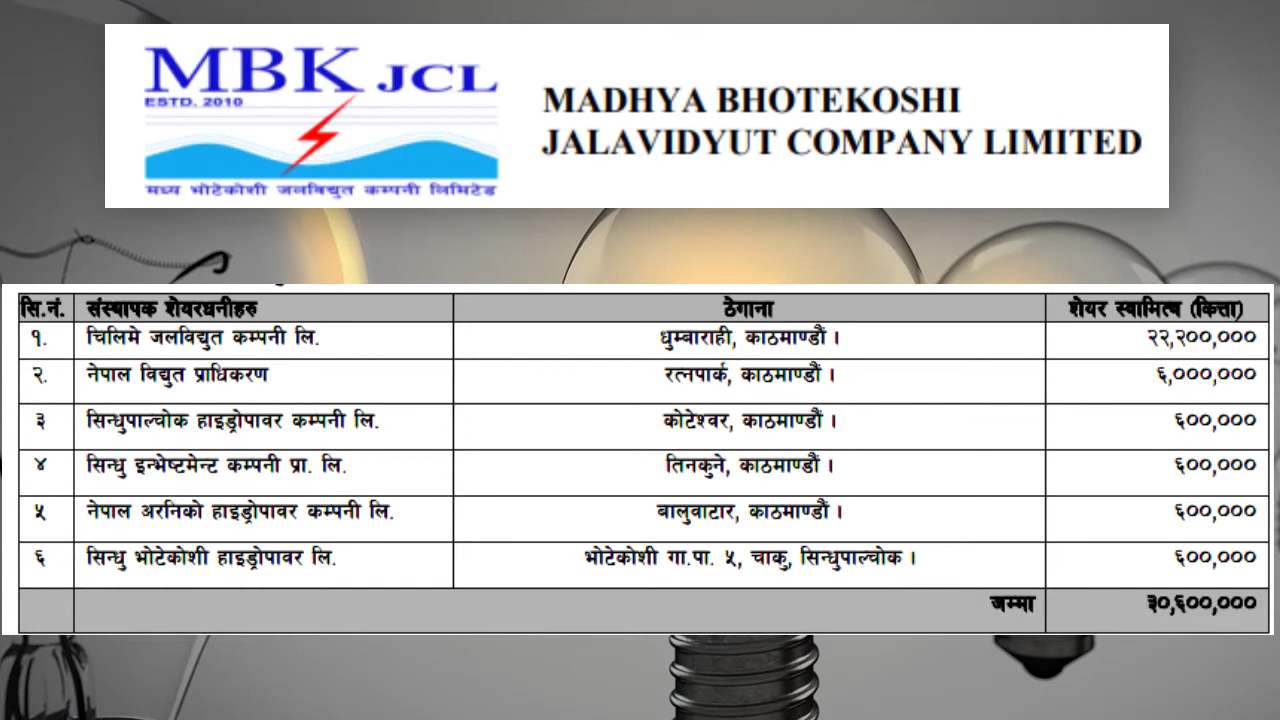 MBK JCL
ESTD. 2010
मध्य भोटेकोशी जलविद्युत कम्पनी लिमिटेड
MADHYA BHOTEKOSHI
JALAVIDYUT COMPANY LIMITED
सि.नं. संस्थापक शेयरधनीहरु ठेगाना शेयर स्वामित्व (कित्ता)
१. चिलिमे जलविद्युत कम्पनी लि. धुम्बाराही, काठमाण्डौं । २२,२००,०००
२. नेपाल विद्युत प्राधिकरण रत्नपार्क, काठमाण्डौं । ६,०००,०००
३ सिन्धुपाल्चोक हाइड्रोपावर कम्पनी लि. कोटेश्वर, काठमाण्डौं । ६००,०००
४ सिन्धु इन्भेष्टमेन्ट कम्पनी प्रा. लि. तिनकुने, काठमाण्डौं । ६००,०००
५ नेपाल अरनिको हाइड्रोपावर कम्पनी लि. बालुवाटार, काठमाण्डौं । ६००,०००
६ सिन्धु भोटेकोशी हाइड्रोपावर लि. भोटेकोशी गा.पा. ५, चाकु, सिन्धुपाल्चोक । ६००,०००
जम्मा ३०,६००,०००